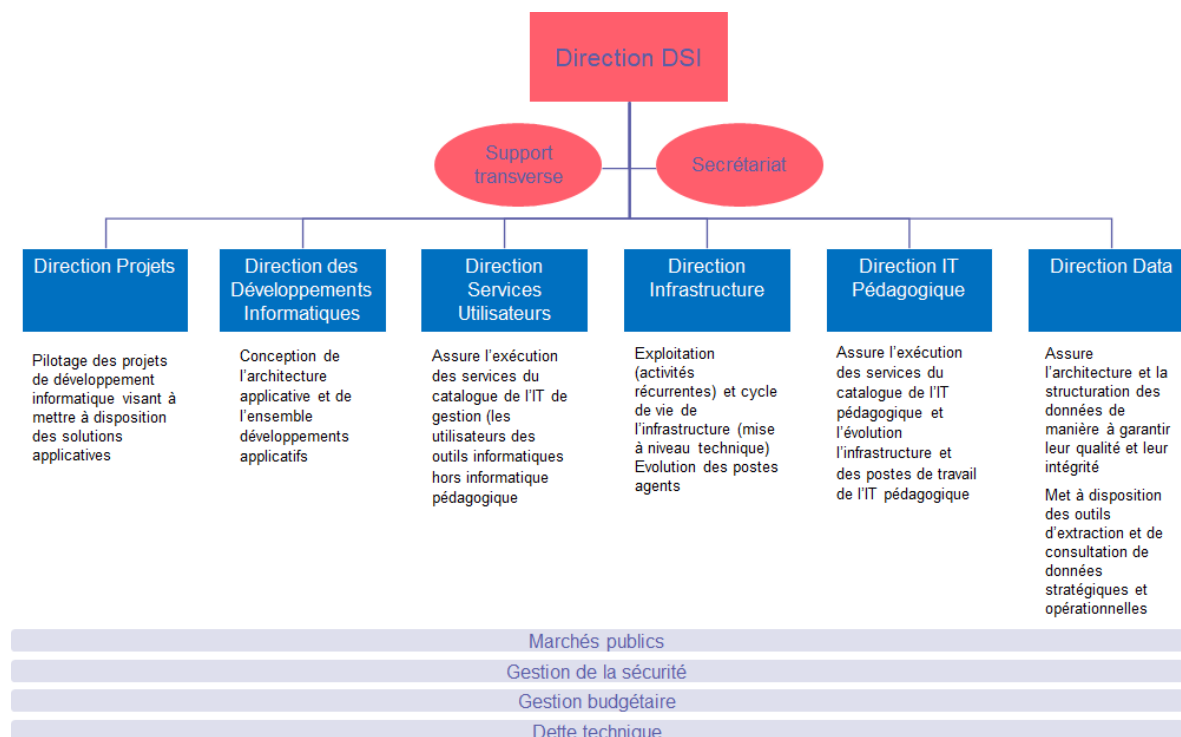 Direction DSI
Support
transverse
Secrétariat
Direction Projets
Pilotage des projets
de développement
informatique visant à
mettre à disposition
des solutions
applicatives
Direction des
Développements
Informatiques
Conception de
l’architecture
applicative et de
l’ensemble
développements
applicatifs
Direction
Services
Utilisateurs
Assure l’exécution
des services du
catalogue de l’IT de
gestion (les
utilisateurs des
outils informatiques
hors informatique
pédagogique
Direction
Infrastructure
Exploitation
(activités
récurrentes) et cycle
de vie de
l’infrastructure (mise
à niveau technique)
Evolution des postes
agents
Direction IT
Pédagogique
Assure l’exécution
des services du
catalogue de l’IT
pédagogique et
l’évolution
l’infrastructure et
des postes de travail
de l’IT pédagogique
Direction Data
Assure
l’architecture et la
structuration des
données de
manière à garantir
leur qualité et leur
intégrité
Met à disposition
des outils
d’extraction et de
consultation de
données
stratégiques et
opérationnelles
Marchés publics
Gestion de la sécurité
Gestion budgétaire
Dette technique